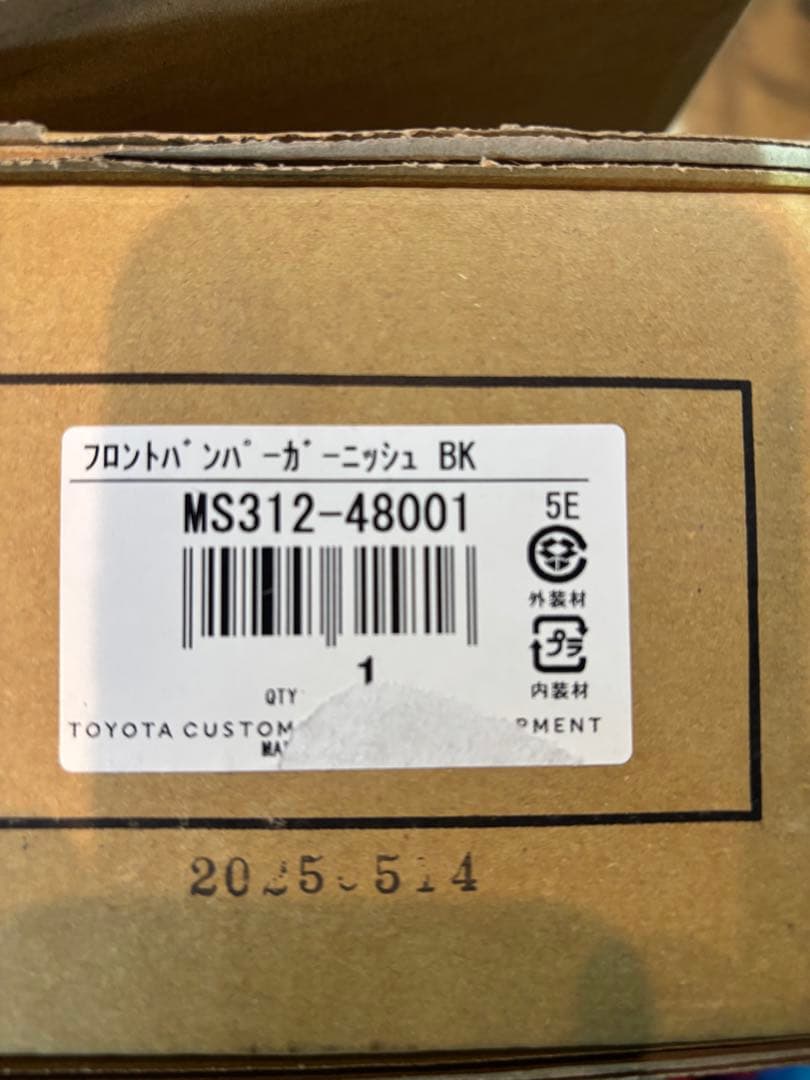 フロントバンパーガーニッシュ BK
MS312-48001
5E
外装材
プラ
内装材
1
QTY
TOYOTA CUSTOM
20250514